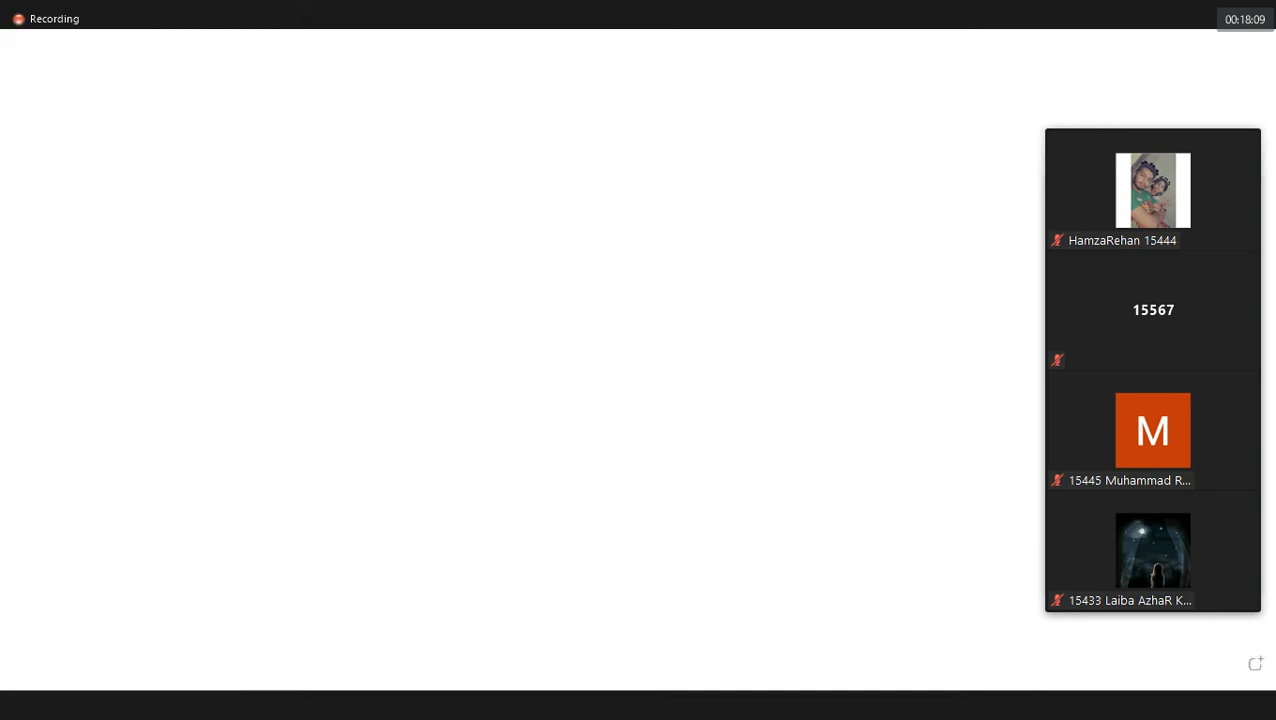 Recording
00:18:09
HamzaRehan 15444
15567
M
15445 Muhammad R...
15433 Laiba AzhaR K...